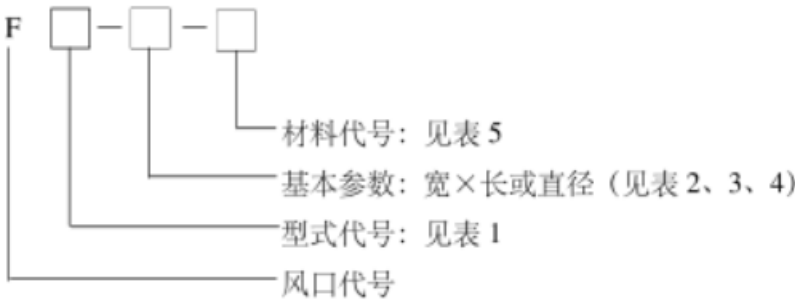 F □－□－□
材料代号：见表5
基本参数：宽×长或直径（见表2、3、4）
型式代号：见表1
风口代号